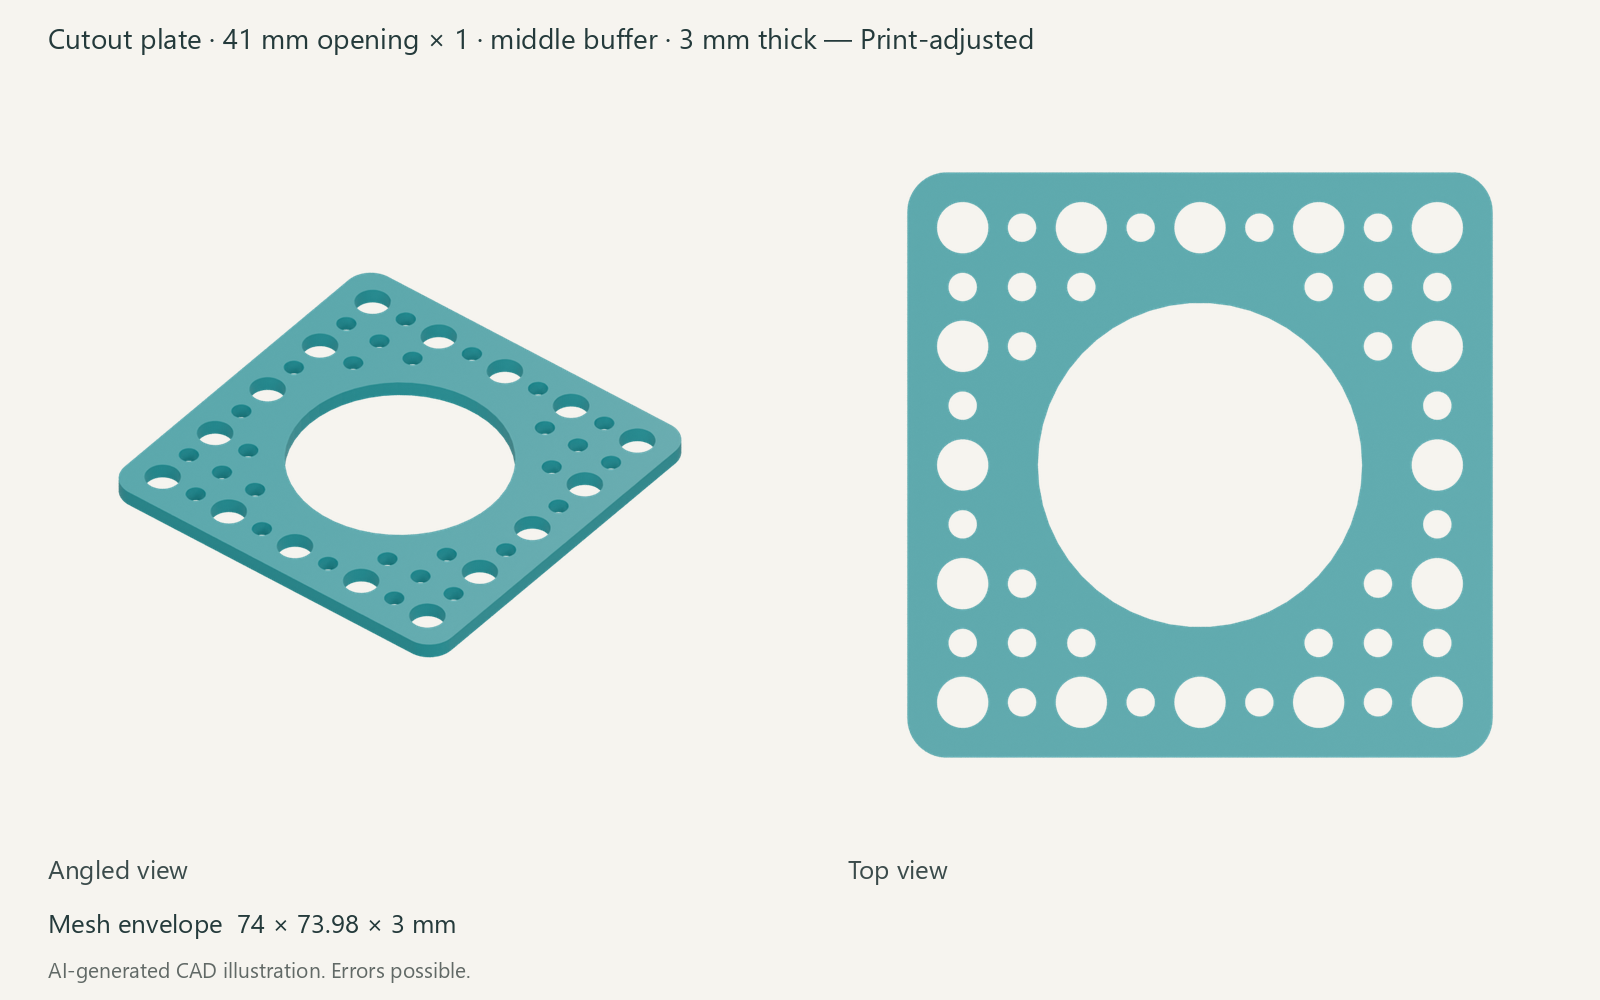 Cutout plate · 41 mm opening × 1 · middle buffer · 3 mm thick — Print-adjusted
Angled view
Top view
Mesh envelope 74 × 73.98 × 3 mm
AI-generated CAD illustration. Errors possible.